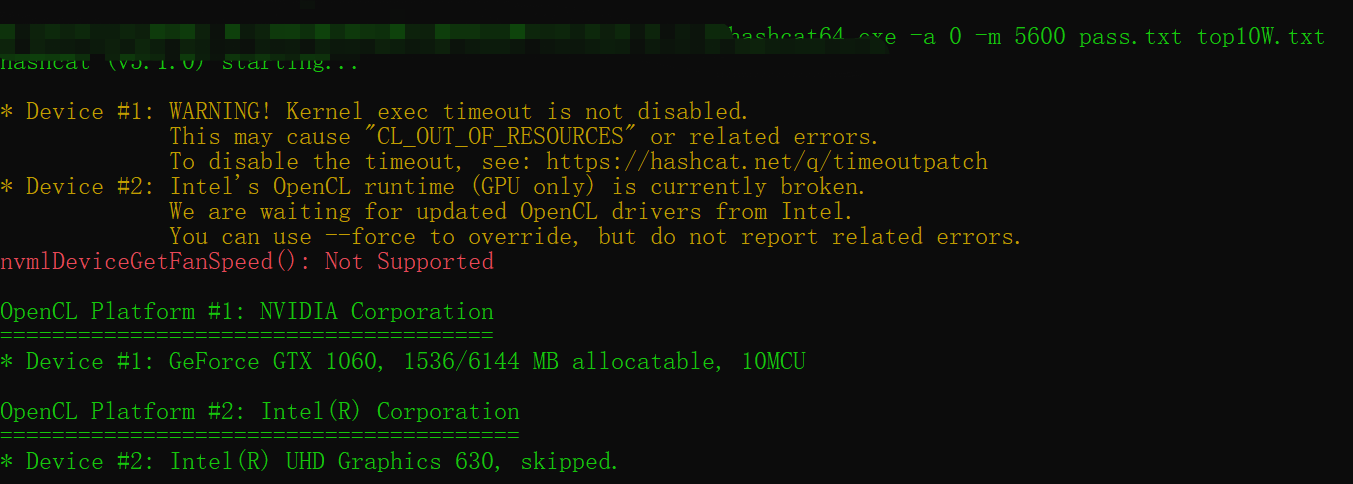 hashcat64.exe -a 0 -m 5600 pass.txt top10W.txt
hashcat (v5.1.0) starting...
* Device #1: WARNING! Kernel exec timeout is not disabled.
This may cause "CL_OUT_OF_RESOURCES" or related errors.
To disable the timeout, see: https://hashcat.net/q/timeoutpatch
* Device #2: Intel's OpenCL runtime (GPU only) is currently broken.
We are waiting for updated OpenCL drivers from Intel.
You can use --force to override, but do not report related errors.
nvmlDeviceGetFanSpeed(): Not Supported
OpenCL Platform #1: NVIDIA Corporation
======================================
* Device #1: GeForce GTX 1060, 1536/6144 MB allocatable, 10MCU
OpenCL Platform #2: Intel(R) Corporation
========================================
* Device #2: Intel(R) UHD Graphics 630, skipped.